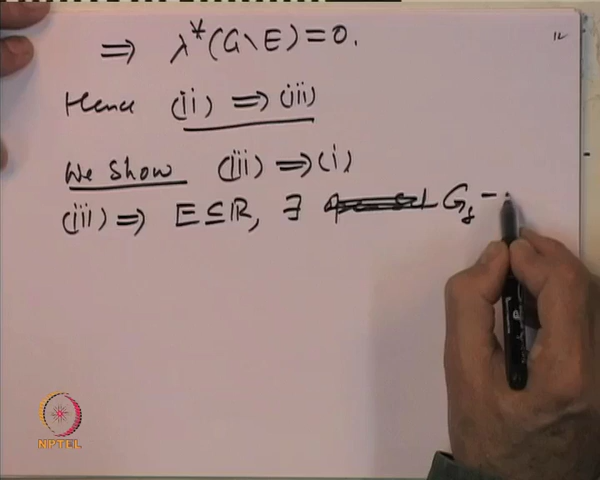 ⟹ λ*(G\E)=0.
Hence (ii) ⟹ (iii)
We Show (iii) ⟹ (i)
(iii) ⟹ E⊆ℝ, ∃ G_δ –
NPTEL